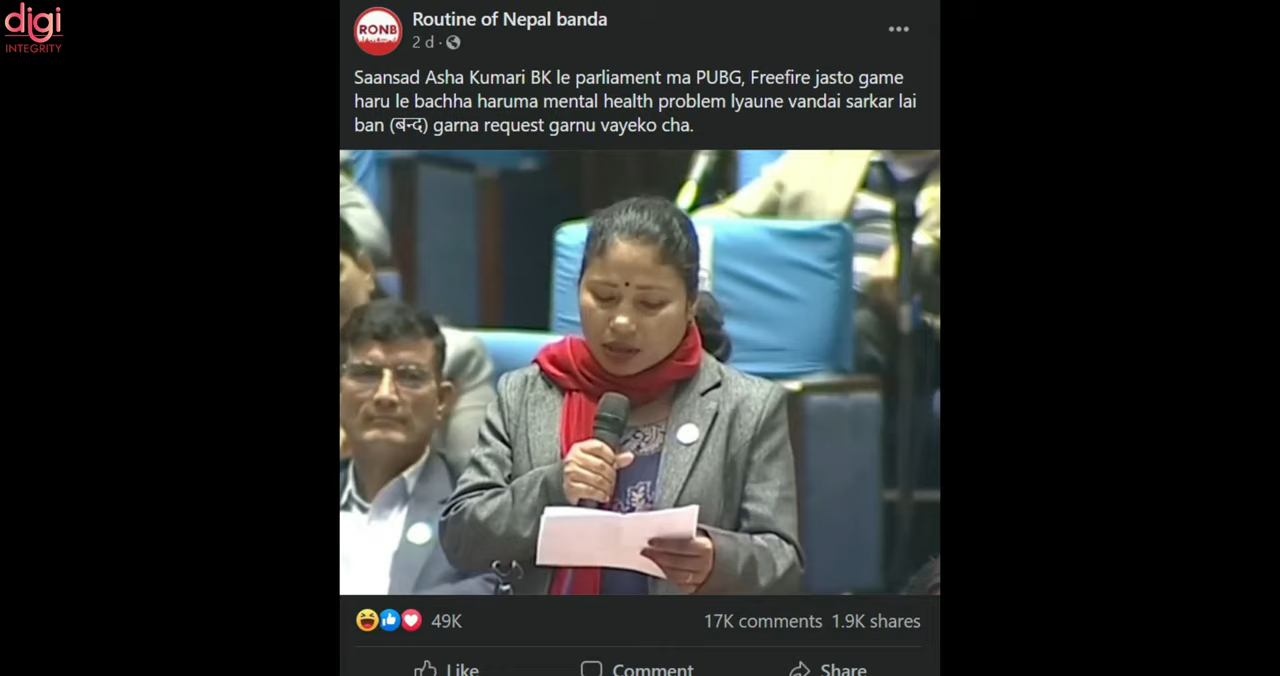 digi
INTEGRITY
RONB
Routine of Nepal banda
2 d ·
Saansad Asha Kumari BK le parliament ma PUBG, Freefire jasto game
haru le bachha haruma mental health problem lyaune vandai sarkar lai
ban (बन्द) garna request garnu vayeko cha.
49K
17K comments 1.9K shares
Like Comment Share